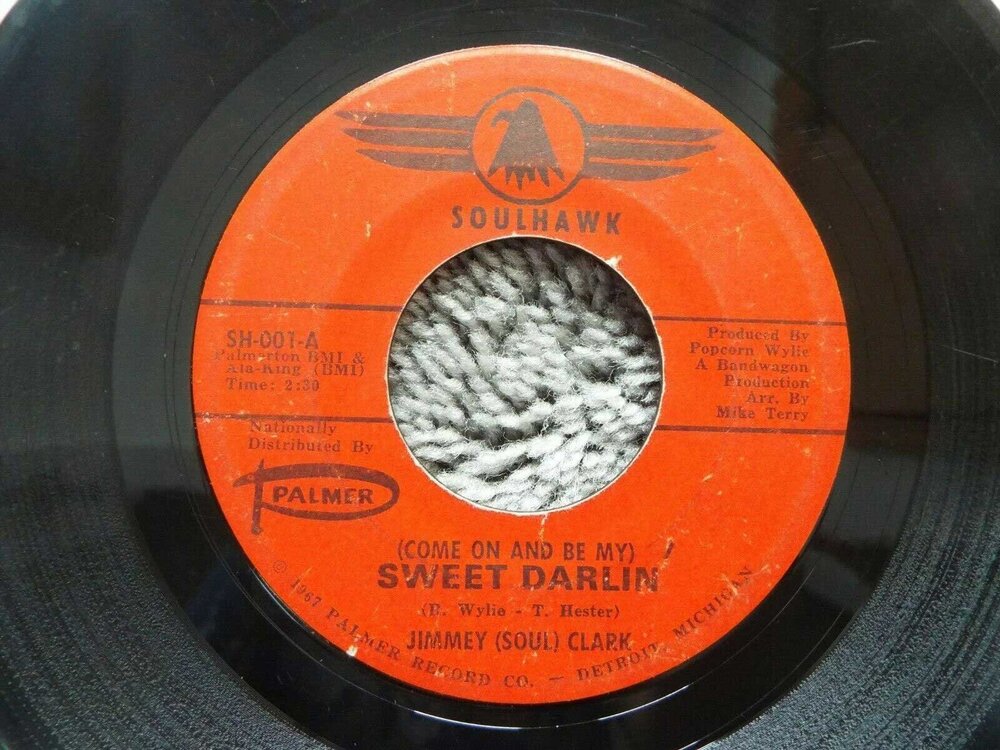 SOULHAWK
SH-001-A
Palmerton BMI &
Ala-King (BMI)
Time: 2:30
Produced By
Popcorn Wylie
A Bandwagon
Production
Arr. By
Mike Terry
Nationally
Distributed By
PALMER
(COME ON AND BE MY)
SWEET DARLIN
(R. Wylie - T. Hester)
JIMMEY (SOUL) CLARK
© 1967 PALMER RECORD CO. — DETROIT, MICHIGAN